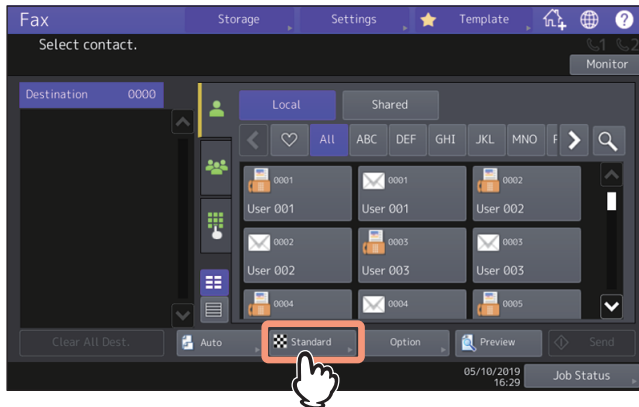 Fax
Storage
Settings
Template
?
Select contact.
1 2
Monitor
Destination 0000
Local
Shared
All
ABC
DEF
GHI
JKL
MNO
0001
User 001
0001
User 001
0002
User 002
0002
User 002
0003
User 003
0003
User 003
0004
0004
0005
Clear All Dest.
Auto
Standard
Option
Preview
Send
05/10/2019
16:29
Job Status